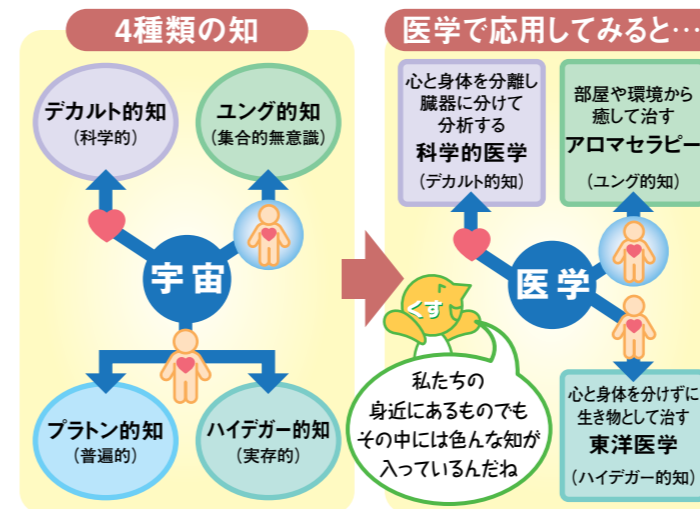 4種類の知
デカルト的知
(科学的)
ユング的知
(集合的無意識)
宇宙
プラトン的知
(普遍的)
ハイデガー的知
(実存的)
医学で応用してみると…
心と身体を分離し
臓器に分けて
分析する
科学的医学
(デカルト的知)
部屋や環境から
癒して治す
アロマセラピー
(ユング的知)
医学
くす
私たちの
身近にあるものでも
その中には色んな知が
入っているんだね
心と身体を分けずに
生き物として治す
東洋医学
(ハイデガー的知)